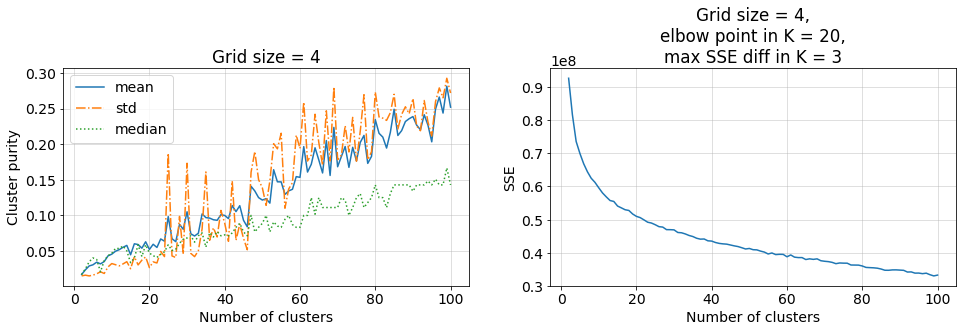 Grid size = 4
mean
std
median
0.30
0.25
0.20
0.15
0.10
0.05
Cluster purity
0 20 40 60 80 100
Number of clusters
Grid size = 4,
elbow point in K = 20,
max SSE diff in K = 3
1e8
0.9
0.8
0.7
0.6
0.5
0.4
0.3
SSE
0 20 40 60 80 100
Number of clusters